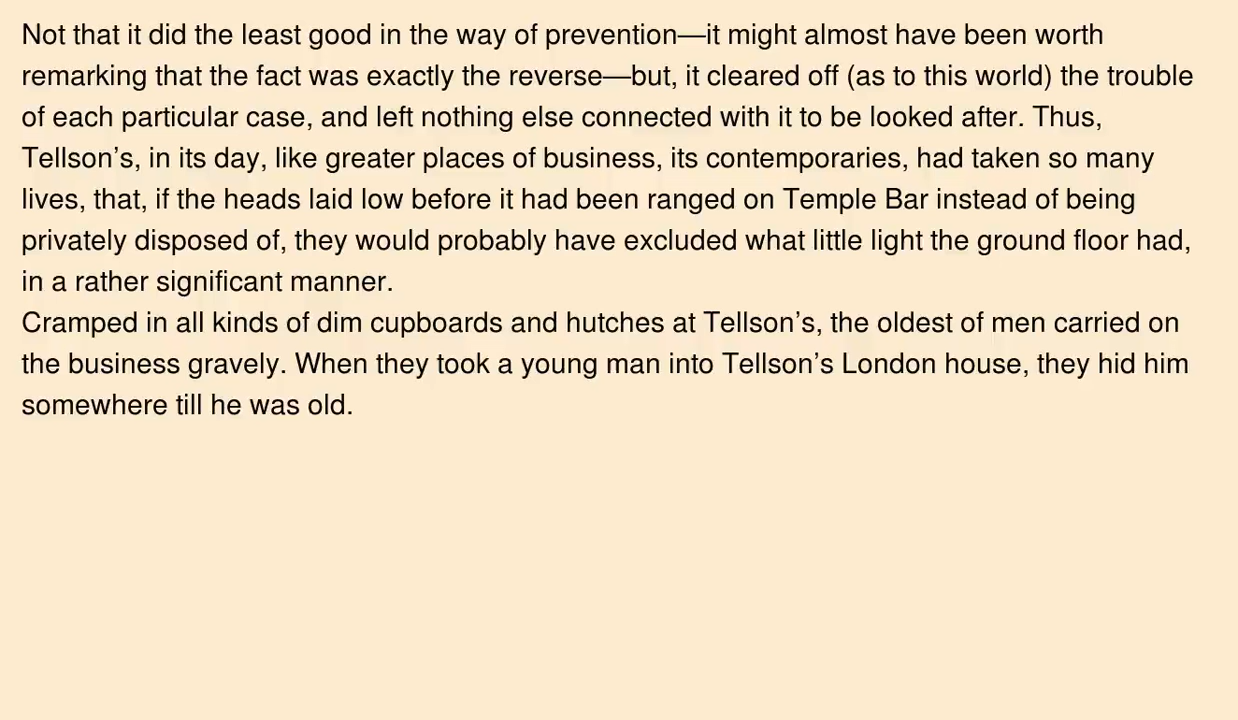 Not that it did the least good in the way of prevention—it might almost have been worth
remarking that the fact was exactly the reverse—but, it cleared off (as to this world) the trouble
of each particular case, and left nothing else connected with it to be looked after. Thus,
Tellson’s, in its day, like greater places of business, its contemporaries, had taken so many
lives, that, if the heads laid low before it had been ranged on Temple Bar instead of being
privately disposed of, they would probably have excluded what little light the ground floor had,
in a rather significant manner.
Cramped in all kinds of dim cupboards and hutches at Tellson’s, the oldest of men carried on
the business gravely. When they took a young man into Tellson’s London house, they hid him
somewhere till he was old.